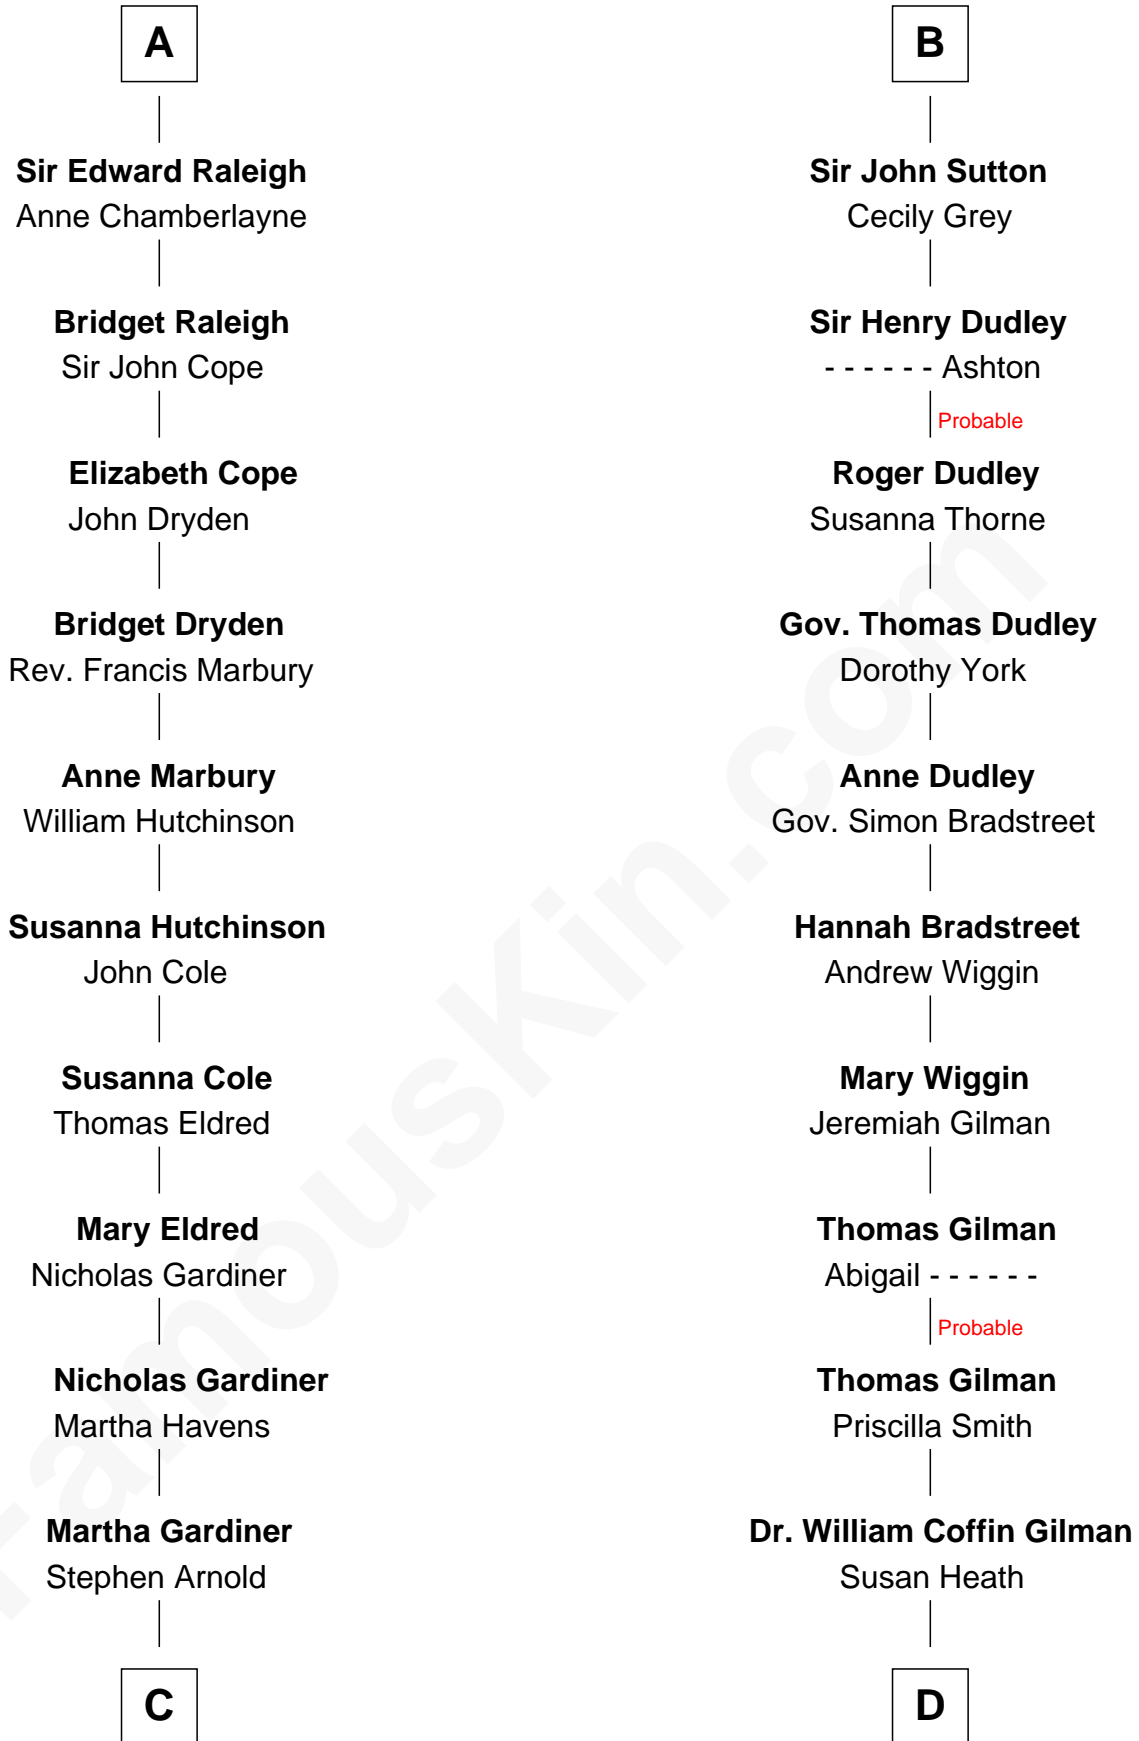 A
Sir Edward Raleigh
Anne Chamberlayne
Bridget Raleigh
Sir John Cope
Elizabeth Cope
John Dryden
Bridget Dryden
Rev. Francis Marbury
Anne Marbury
William Hutchinson
Susanna Hutchinson
John Cole
Susanna Cole
Thomas Eldred
Mary Eldred
Nicholas Gardiner
Nicholas Gardiner
Martha Havens
Martha Gardiner
Stephen Arnold
C
B
Sir John Sutton
Cecily Grey
Sir Henry Dudley
- - - - - - Ashton
Probable
Roger Dudley
Susanna Thorne
Gov. Thomas Dudley
Dorothy York
Anne Dudley
Gov. Simon Bradstreet
Hannah Bradstreet
Andrew Wiggin
Mary Wiggin
Jeremiah Gilman
Thomas Gilman
Abigail - - - - - -
Probable
Thomas Gilman
Priscilla Smith
Dr. William Coffin Gilman
Susan Heath
D
FamousKin.com